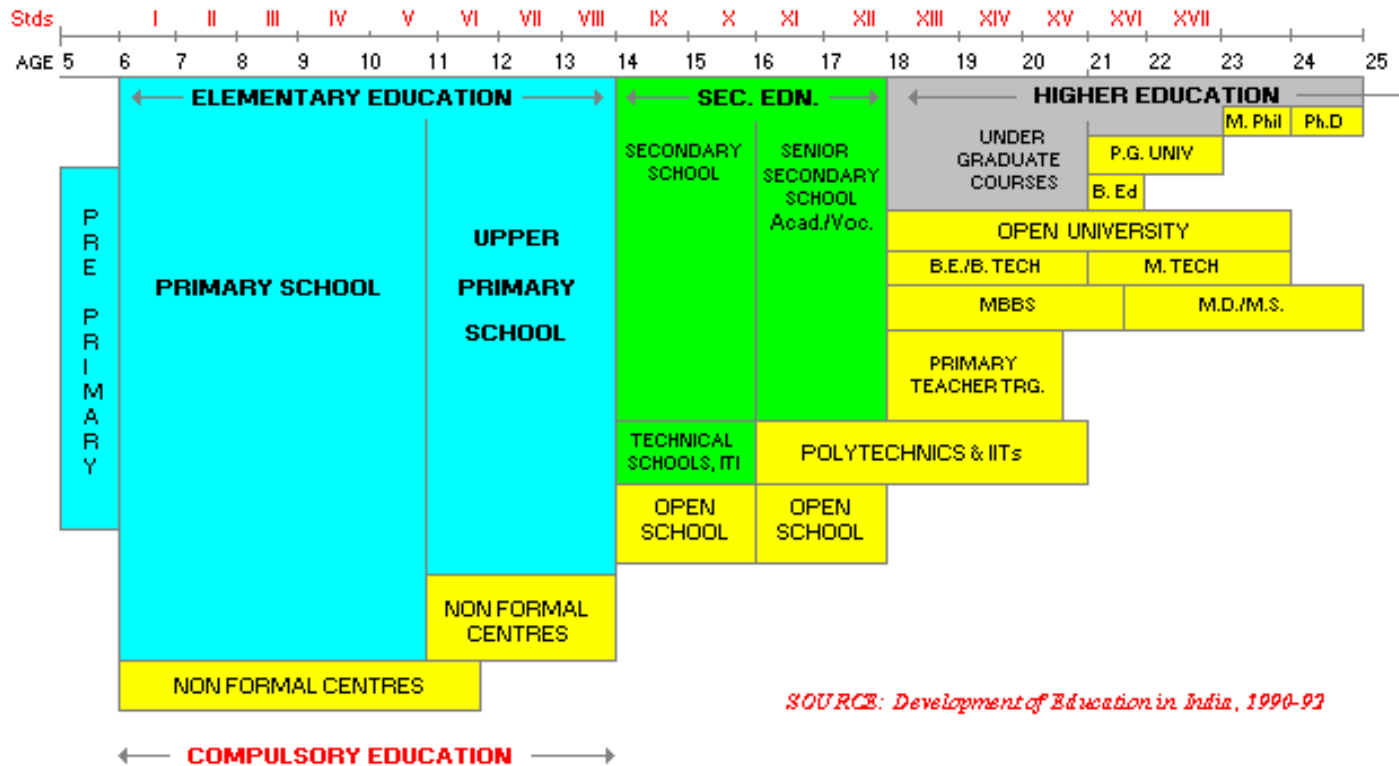 Stds I II III IV V VI VII VIII IX X XI XII XIII XIV XV XVI XVII
AGE 5 6 7 8 9 10 11 12 13 14 15 16 17 18 19 20 21 22 23 24 25
ELEMENTARY EDUCATION
SEC. EDN.
HIGHER EDUCATION
PRE PRIMARY
PRIMARY SCHOOL
UPPER
PRIMARY
SCHOOL
NON FORMAL
CENTRES
NON FORMAL CENTRES
SECONDARY
SCHOOL
SENIOR
SECONDARY
SCHOOL
Acad./Voc.
TECHNICAL
SCHOOLS, ITI
POLYTECHNICS & IITs
OPEN
SCHOOL
OPEN
SCHOOL
UNDER
GRADUATE
COURSES
M. Phil
Ph.D
P.G. UNIV
B. Ed
OPEN UNIVERSITY
B.E./B. TECH
M. TECH
MBBS
M.D./M.S.
PRIMARY
TEACHER TRG.
SOURCE: Development of Education in India, 1990-92
COMPULSORY EDUCATION